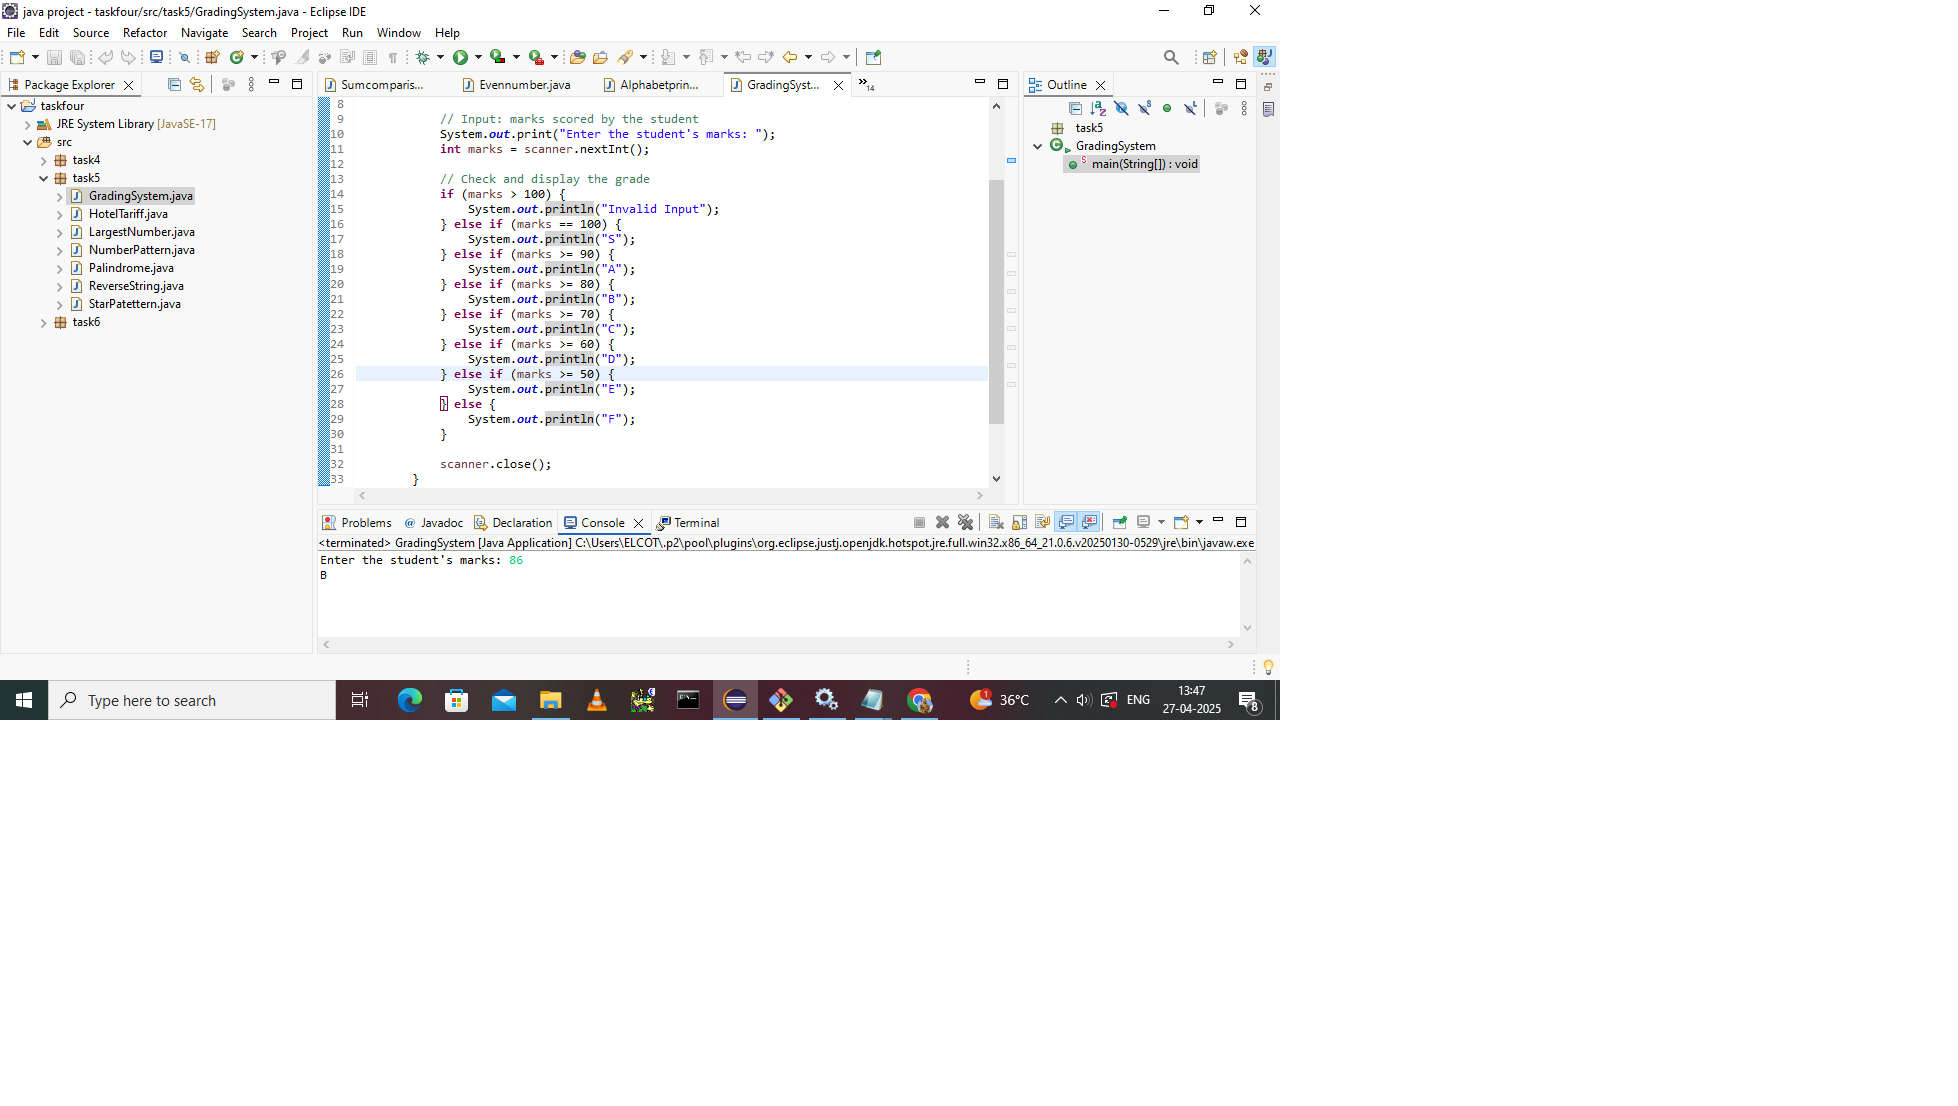 java project - taskfour/src/task5/GradingSystem.java - Eclipse IDE
File Edit Source Refactor Navigate Search Project Run Window Help
Package Explorer
taskfour
JRE System Library [JavaSE-17]
src
task4
task5
GradingSystem.java
HotelTariff.java
LargestNumber.java
NumberPattern.java
Palindrome.java
ReverseString.java
StarPatettern.java
task6
Sumcomparis... Evennumber.java Alphabetprin... GradingSyst... »14
8
9 // Input: marks scored by the student
10 System.out.print("Enter the student's marks: ");
11 int marks = scanner.nextInt();
12
13 // Check and display the grade
14 if (marks > 100) {
15 System.out.println("Invalid Input");
16 } else if (marks == 100) {
17 System.out.println("S");
18 } else if (marks >= 90) {
19 System.out.println("A");
20 } else if (marks >= 80) {
21 System.out.println("B");
22 } else if (marks >= 70) {
23 System.out.println("C");
24 } else if (marks >= 60) {
25 System.out.println("D");
26 } else if (marks >= 50) {
27 System.out.println("E");
28 } else {
29 System.out.println("F");
30 }
31
32 scanner.close();
33 }
Outline
task5
GradingSystem
main(String[]) : void
Problems @ Javadoc Declaration Console Terminal
<terminated> GradingSystem [Java Application] C:\Users\ELCOT\.p2\pool\plugins\org.eclipse.justj.openjdk.hotspot.jre.full.win32.x86_64_21.0.6.v20250130-0529\jre\bin\javaw.exe
Enter the student's marks: 86
B
Type here to search
1 36°C ENG 13:47
27-04-2025
8